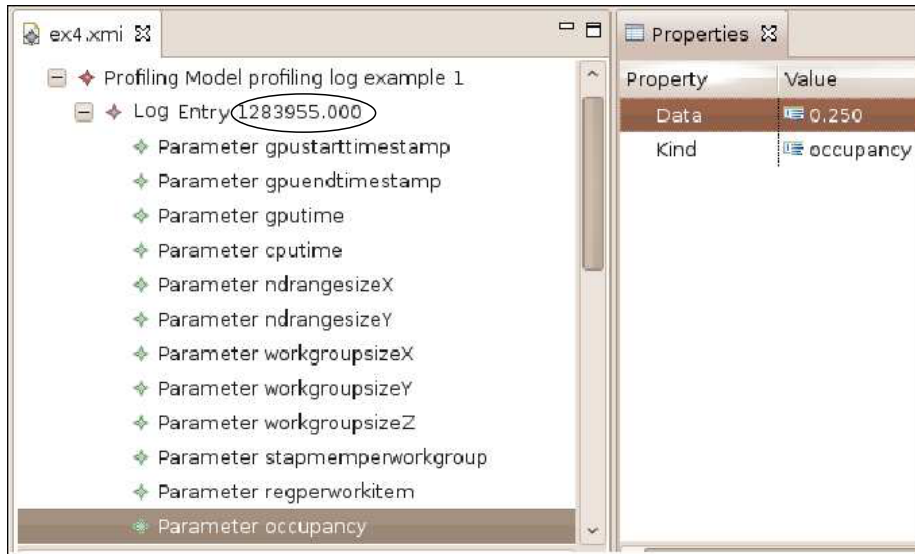 ex4.xmi
Profiling Model profiling log example 1
Log Entry 1283955.000
Parameter gpustarttimestamp
Parameter gpuendtimestamp
Parameter gputime
Parameter cputime
Parameter ndrangesizeX
Parameter ndrangesizeY
Parameter workgroupsizeX
Parameter workgroupsizeY
Parameter workgroupsizeZ
Parameter stapmemperworkgroup
Parameter regperworkitem
Parameter occupancy
Properties
Property Value
Data 0.250
Kind occupancy